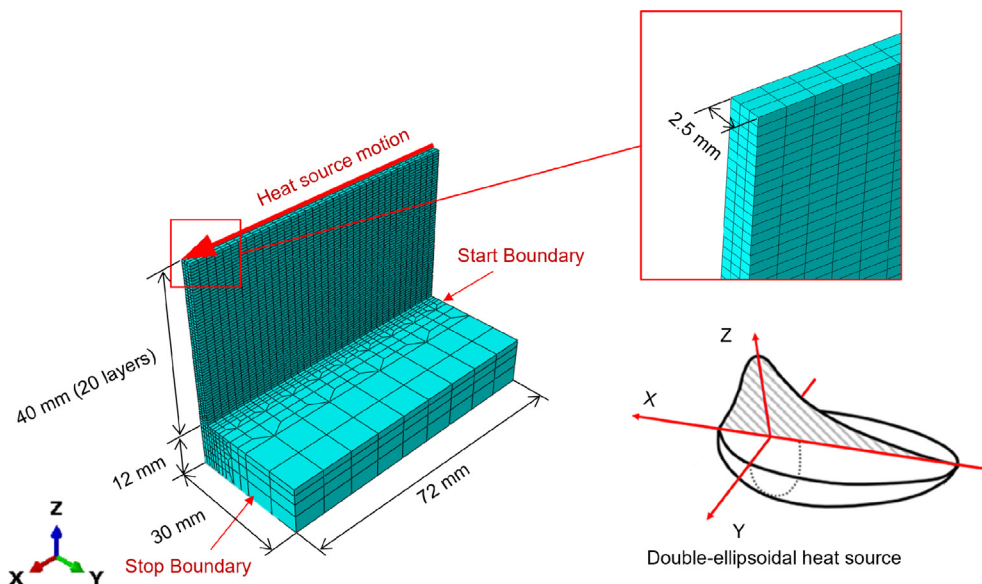 Heat source motion
2.5 mm
Start Boundary
40 mm (20 layers)
12 mm
30 mm
72 mm
Stop Boundary
Z
X
Y
Z
X
Y
Double-ellipsoidal heat source